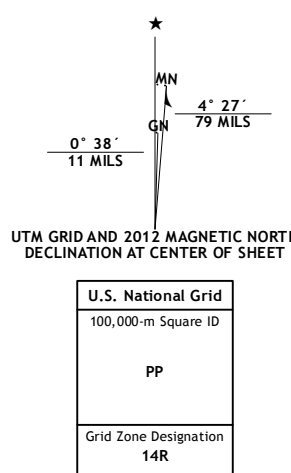 ★
MN
4° 27´
79 MILS
GN
0° 38´
11 MILS
UTM GRID AND 2012 MAGNETIC NORT
DECLINATION AT CENTER OF SHEET
U.S. National Grid
100,000-m Square ID
PP
Grid Zone Designation
14R